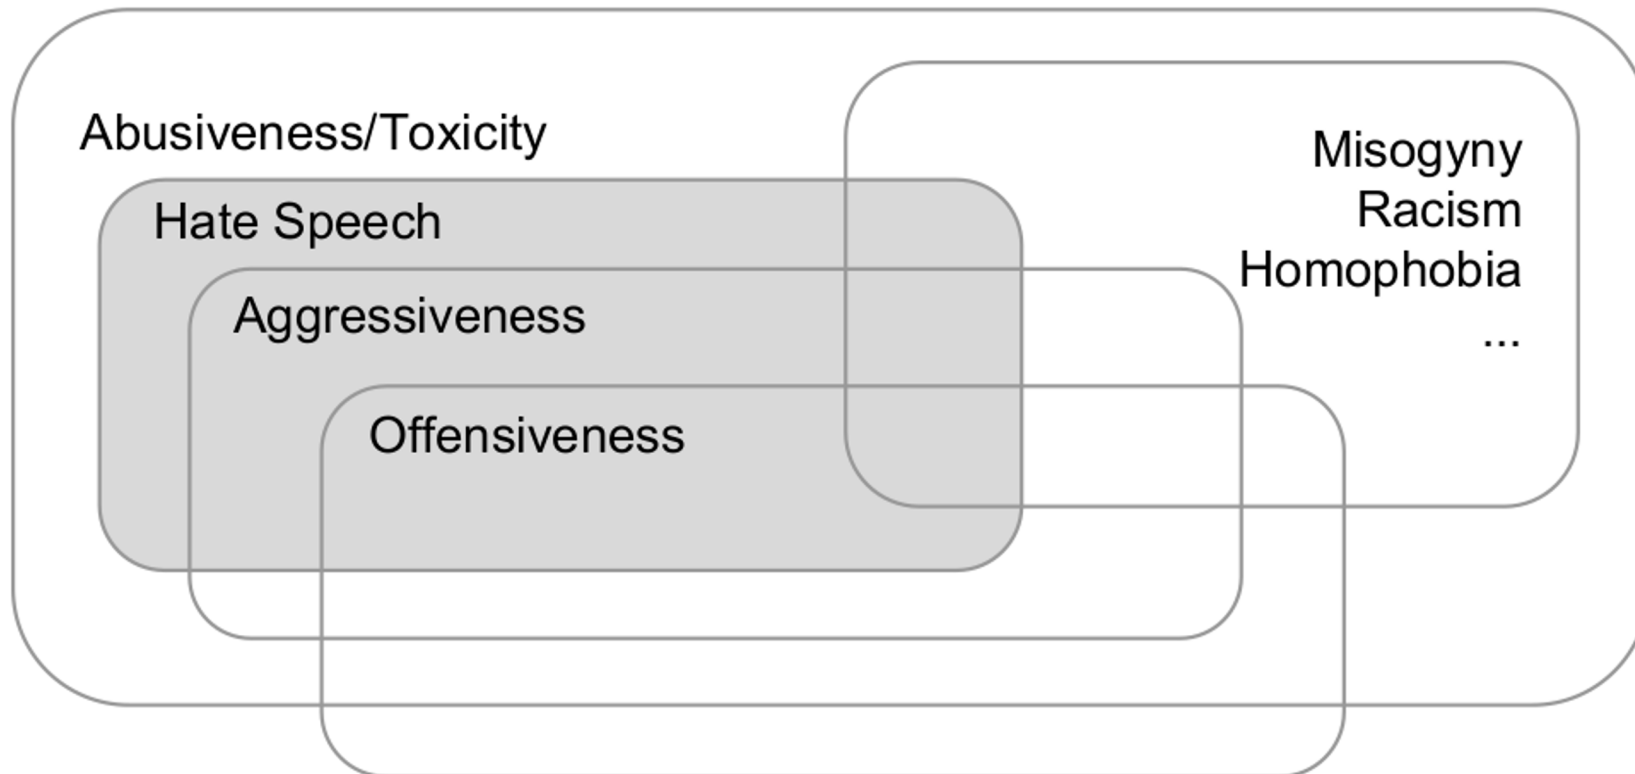 Abusiveness/Toxicity
Hate Speech
Aggressiveness
Offensiveness
Misogyny
Racism
Homophobia
...